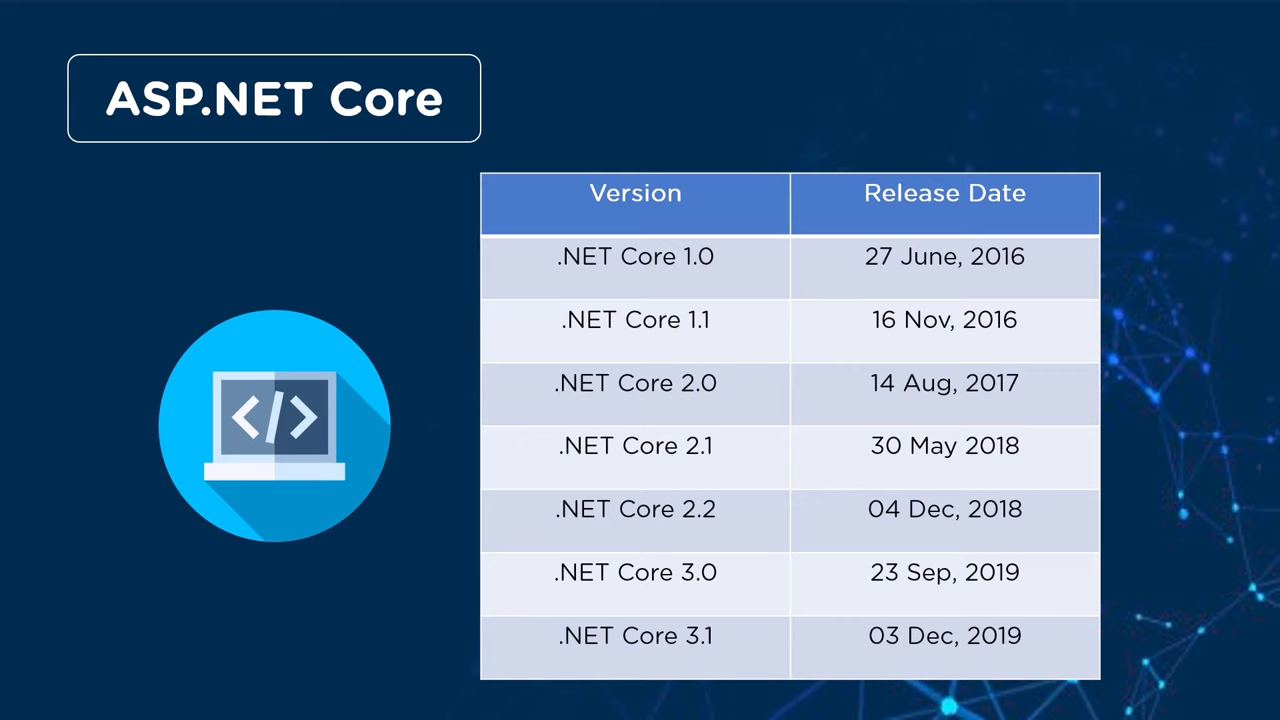 ASP.NET Core
Version Release Date
.NET Core 1.0 27 June, 2016
.NET Core 1.1 16 Nov, 2016
.NET Core 2.0 14 Aug, 2017
.NET Core 2.1 30 May 2018
.NET Core 2.2 04 Dec, 2018
.NET Core 3.0 23 Sep, 2019
.NET Core 3.1 03 Dec, 2019